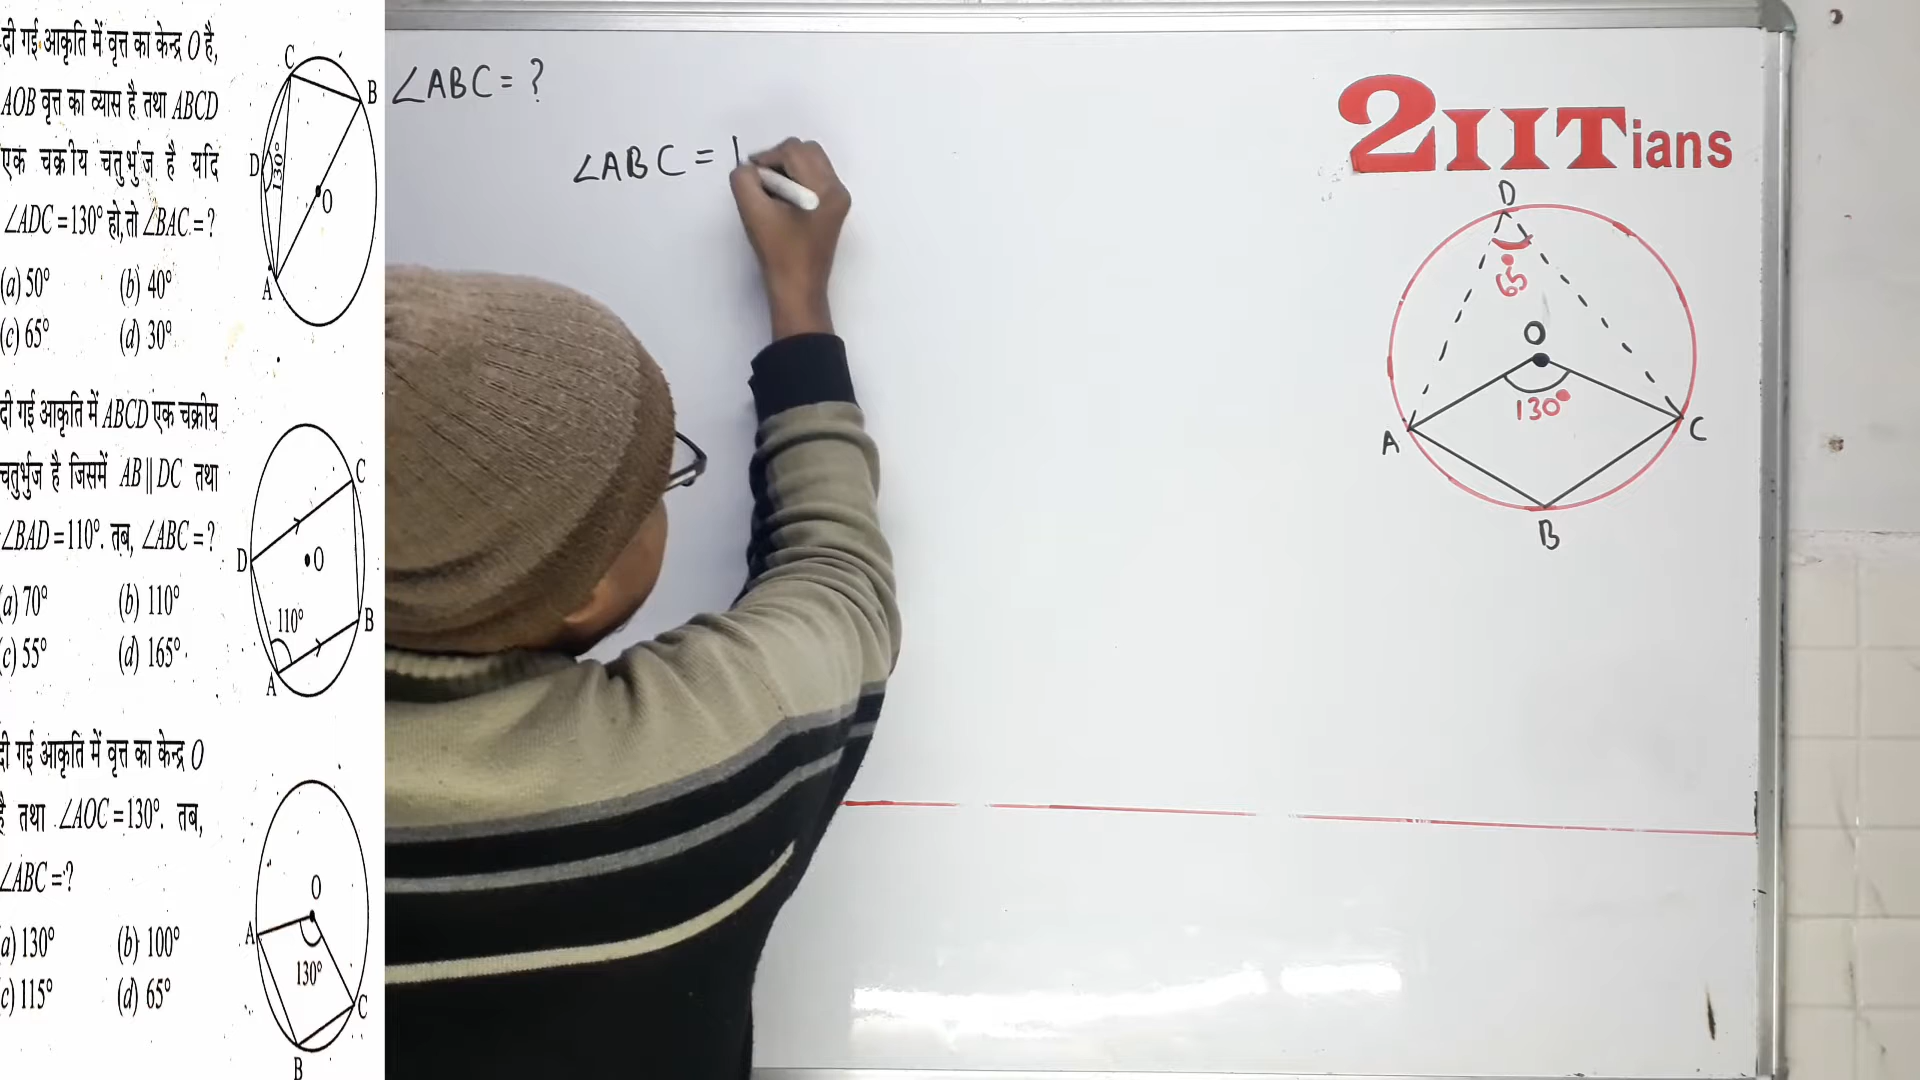 दी गई आकृति में वृत्त का केन्द्र O है,
AOB वृत्त का व्यास है तथा ABCD
एक चक्रीय चतुर्भुज है यदि
∠ADC = 130° हो, तो ∠BAC = ?
(a) 50° (b) 40°
(c) 65° (d) 30°
C
B
D
130°
O
A
दी गई आकृति में ABCD एक चक्रीय
चतुर्भुज है जिसमें AB || DC तथा
∠BAD = 110°. तब, ∠ABC = ?
(a) 70° (b) 110°
(c) 55° (d) 165°
C
D
O
110°
B
A
दी गई आकृति में वृत्त का केन्द्र O
है तथा ∠AOC = 130°. तब,
∠ABC = ?
(a) 130° (b) 100°
(c) 115° (d) 65°
O
A
130°
C
B
∠ABC = ?
∠ABC = 1
2IITians
D
65°
O
130°
A
C
B